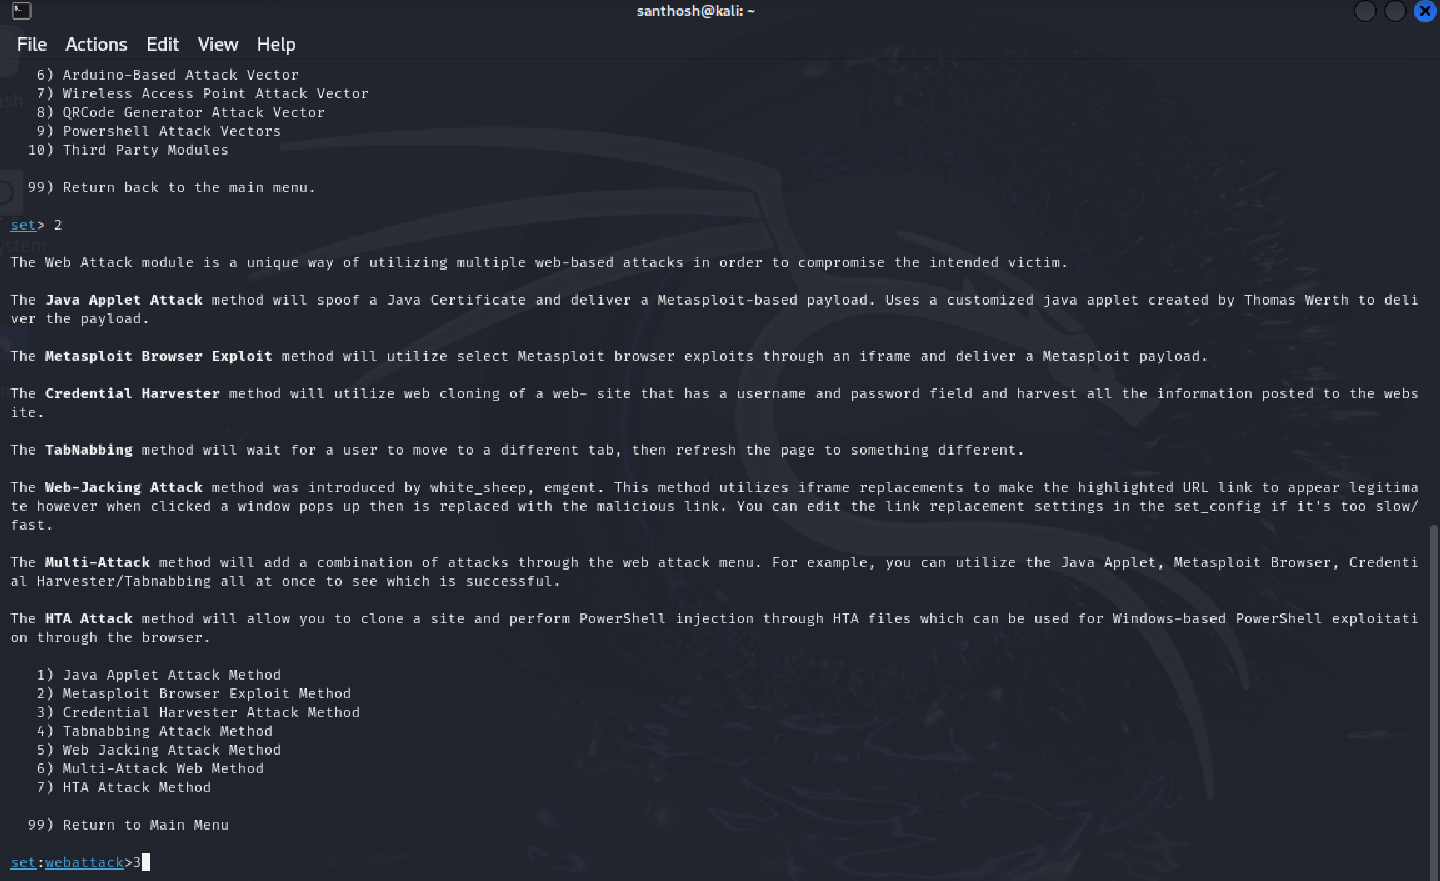 santhosh@kali: ~
File Actions Edit View Help
6) Arduino-Based Attack Vector
7) Wireless Access Point Attack Vector
8) QRCode Generator Attack Vector
9) Powershell Attack Vectors
10) Third Party Modules
99) Return back to the main menu.
set> 2
The Web Attack module is a unique way of utilizing multiple web-based attacks in order to compromise the intended victim.
The Java Applet Attack method will spoof a Java Certificate and deliver a Metasploit-based payload. Uses a customized java applet created by Thomas Werth to deli
ver the payload.
The Metasploit Browser Exploit method will utilize select Metasploit browser exploits through an iframe and deliver a Metasploit payload.
The Credential Harvester method will utilize web cloning of a web- site that has a username and password field and harvest all the information posted to the webs
ite.
The TabNabbing method will wait for a user to move to a different tab, then refresh the page to something different.
The Web-Jacking Attack method was introduced by white_sheep, emgent. This method utilizes iframe replacements to make the highlighted URL link to appear legitima
te however when clicked a window pops up then is replaced with the malicious link. You can edit the link replacement settings in the set_config if it's too slow/
fast.
The Multi-Attack method will add a combination of attacks through the web attack menu. For example, you can utilize the Java Applet, Metasploit Browser, Credenti
al Harvester/Tabnabbing all at once to see which is successful.
The HTA Attack method will allow you to clone a site and perform PowerShell injection through HTA files which can be used for Windows-based PowerShell exploitati
on through the browser.
1) Java Applet Attack Method
2) Metasploit Browser Exploit Method
3) Credential Harvester Attack Method
4) Tabnabbing Attack Method
5) Web Jacking Attack Method
6) Multi-Attack Web Method
7) HTA Attack Method
99) Return to Main Menu
set:webattack>3